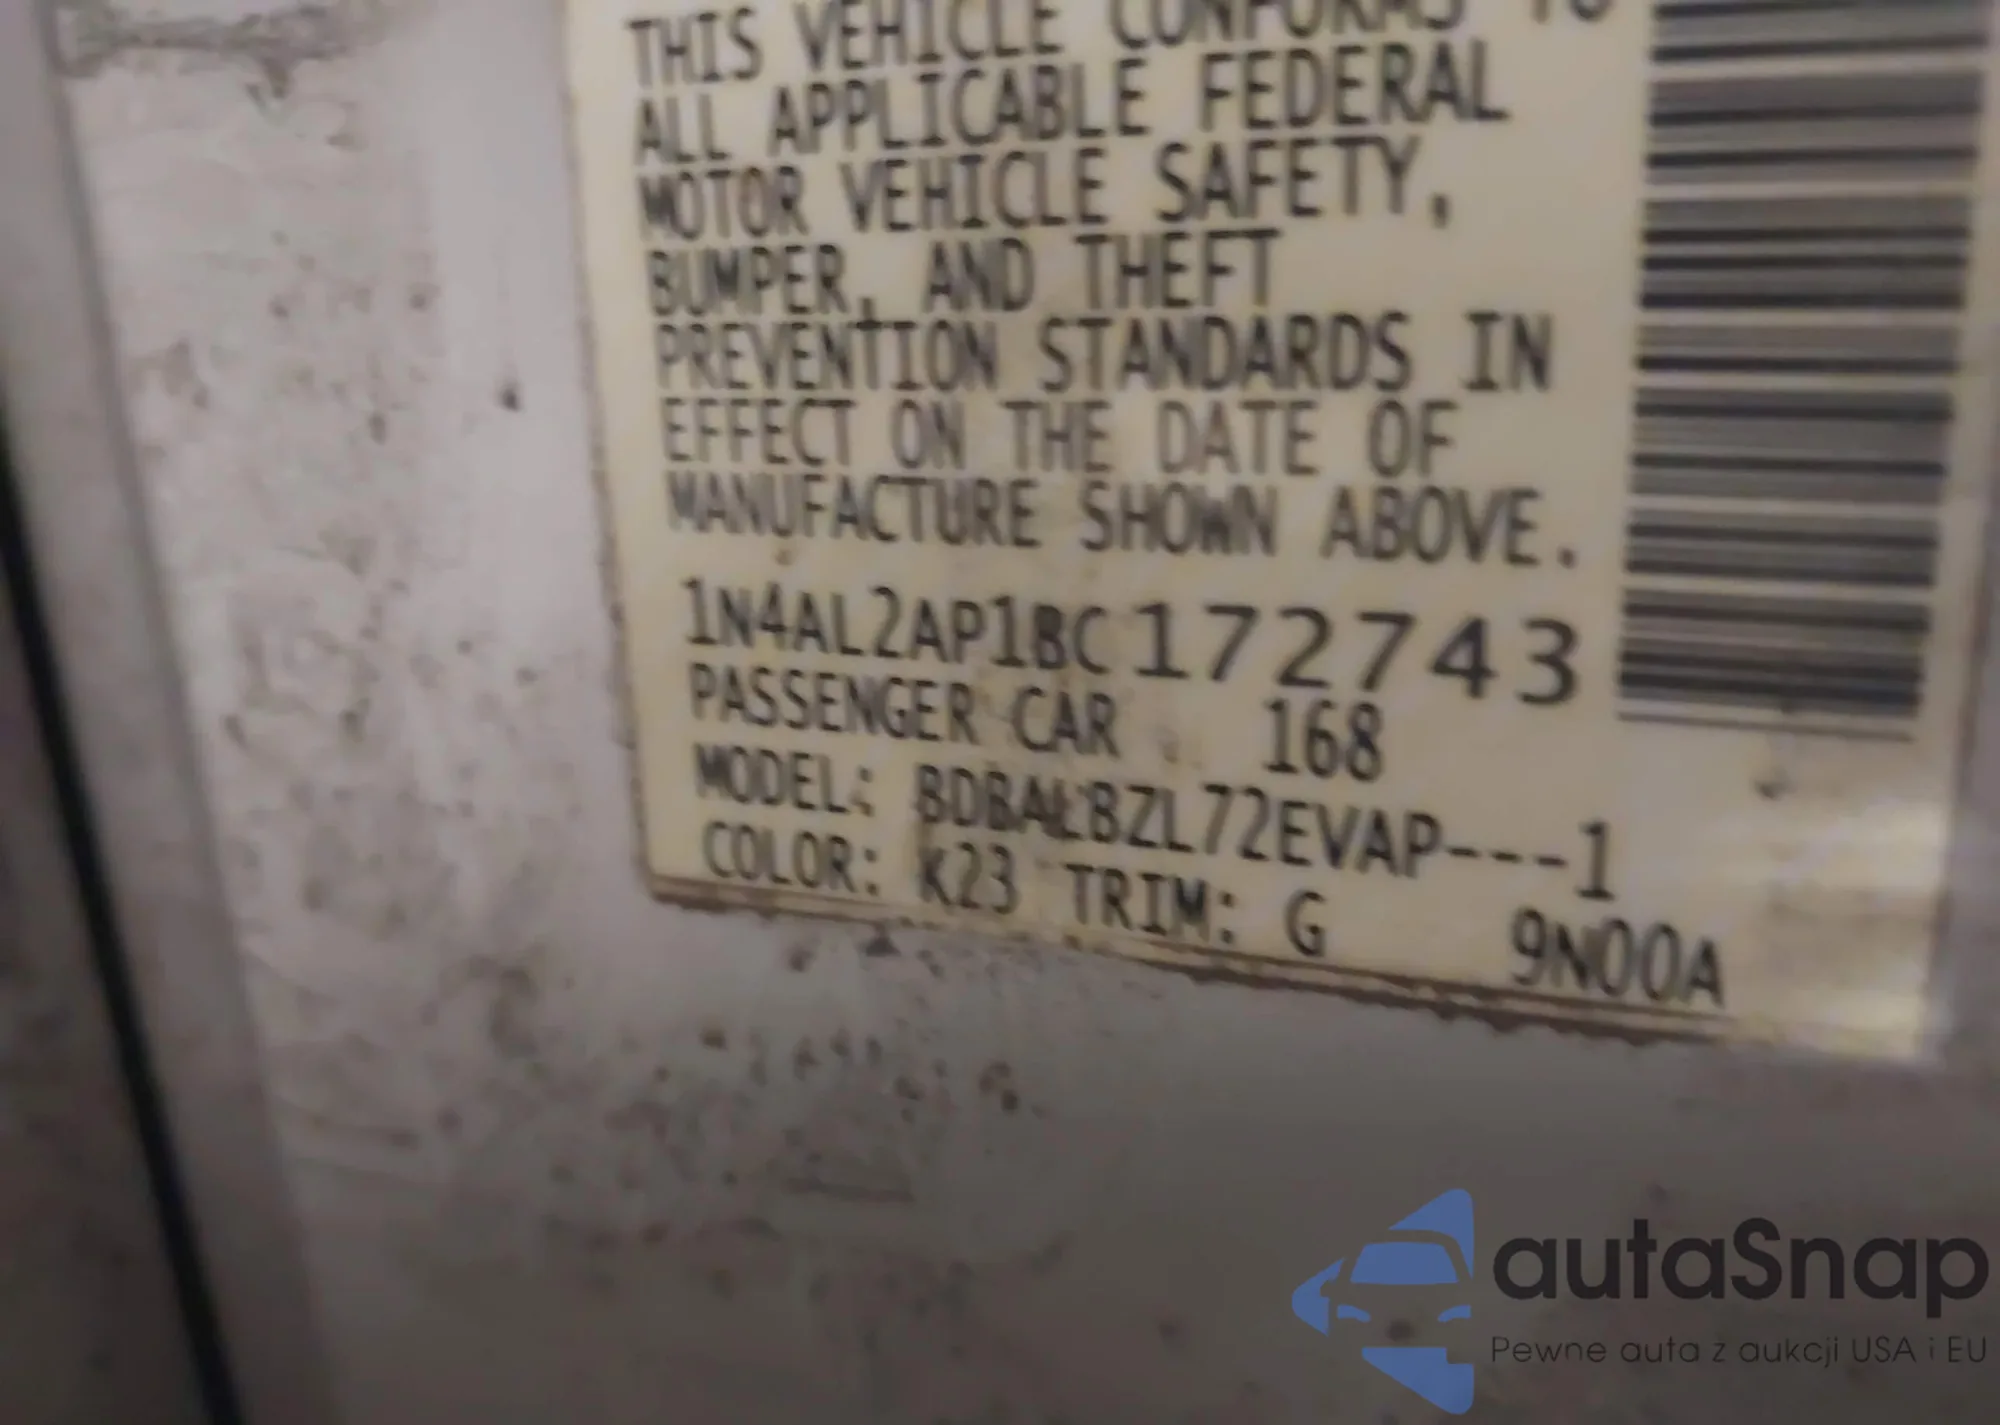 THIS VEHICLE CONFORMS TO
ALL APPLICABLE FEDERAL
MOTOR VEHICLE SAFETY,
BUMPER, AND THEFT
PREVENTION STANDARDS IN
EFFECT ON THE DATE OF
MANUFACTURE SHOWN ABOVE.
1N4AL2AP1BC172743
PASSENGER CAR 168
MODEL: BDBALBZL72EVAP---1
COLOR: K23 TRIM: G 9N00A
autaSnap
Pewne auta z aukcji USA i EU